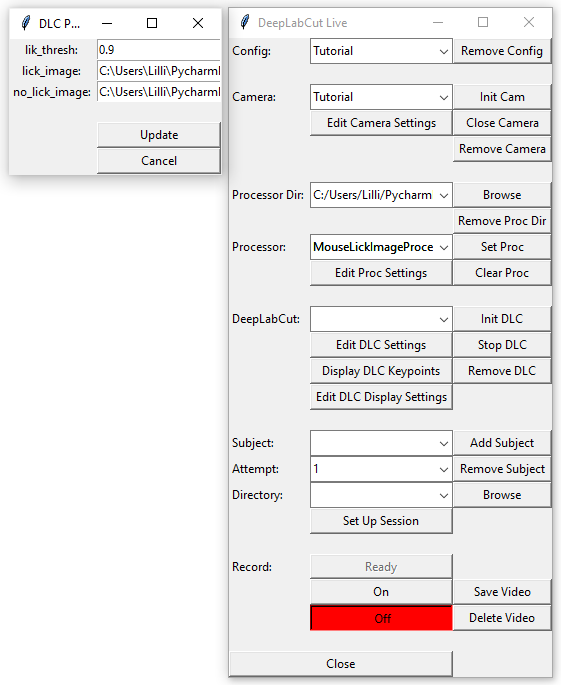 DLC P...
lik_thresh: 0.9
lick_image: C:\Users\Lilli\Pycharm
no_lick_image: C:\Users\Lilli\Pycharm
Update
Cancel
DeepLabCut Live
Config: Tutorial Remove Config
Camera: Tutorial Init Cam
Edit Camera Settings Close Camera
Remove Camera
Processor Dir: C:/Users/Lilli/Pycharm Browse
Remove Proc Dir
Processor: MouseLickImageProce Set Proc
Edit Proc Settings Clear Proc
DeepLabCut: Init DLC
Edit DLC Settings Stop DLC
Display DLC Keypoints Remove DLC
Edit DLC Display Settings
Subject: Add Subject
Attempt: 1 Remove Subject
Directory: Browse
Set Up Session
Record: Ready
On Save Video
Off Delete Video
Close